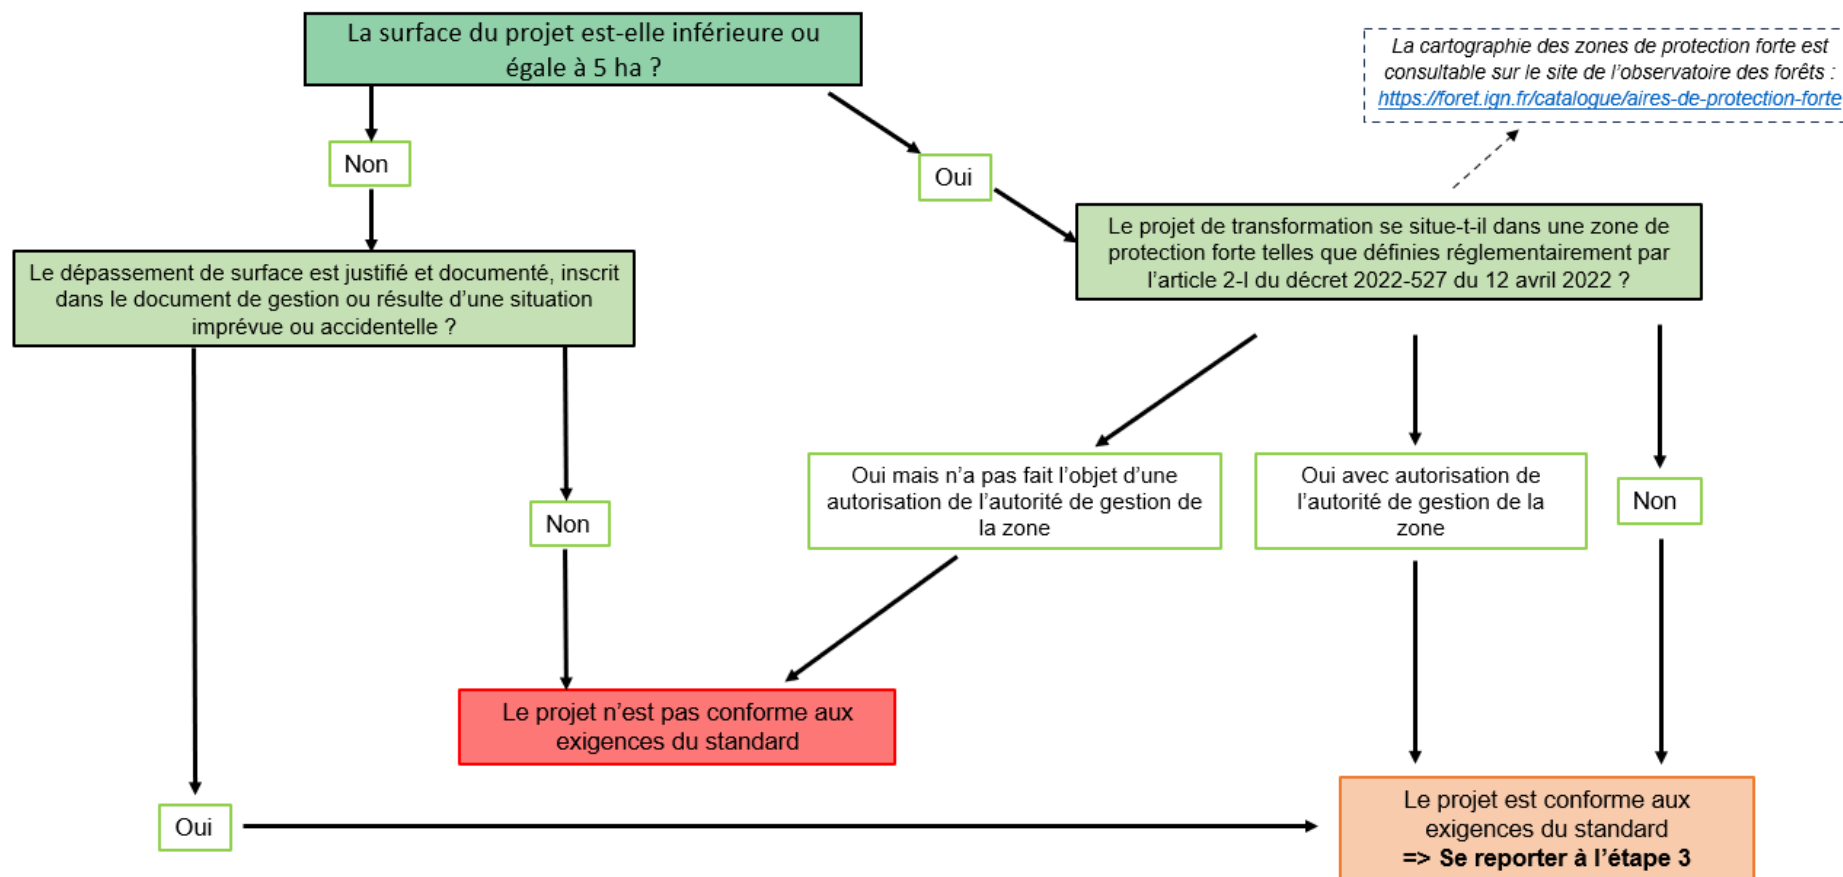 La surface du projet est-elle inférieure ou
égale à 5 ha ?
La cartographie des zones de protection forte est
consultable sur le site de l'observatoire des forêts :
https://foret.ign.fr/catalogue/aires-de-protection-forte
Non
Oui
Le projet de transformation se situe-t-il dans une zone de
protection forte telles que définies réglementairement par
l'article 2-I du décret 2022-527 du 12 avril 2022 ?
Le dépassement de surface est justifié et documenté, inscrit
dans le document de gestion ou résulte d'une situation
imprévue ou accidentelle ?
Oui mais n'a pas fait l'objet d'une
autorisation de l'autorité de gestion de
la zone
Oui avec autorisation de
l'autorité de gestion de la
zone
Non
Non
Le projet n'est pas conforme aux
exigences du standard
Oui
Le projet est conforme aux
exigences du standard
=> Se reporter à l'étape 3